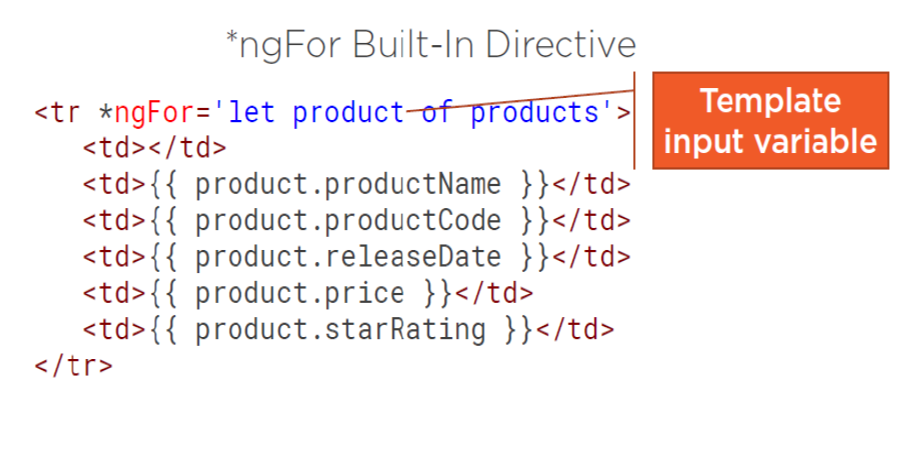 *ngFor Built-In Directive
<tr *ngFor='let product of products'>
Template
input variable
<td></td>
<td>{{ product.productName }}</td>
<td>{{ product.productCode }}</td>
<td>{{ product.releaseDate }}</td>
<td>{{ product.price }}</td>
<td>{{ product.starRating }}</td>
</tr>